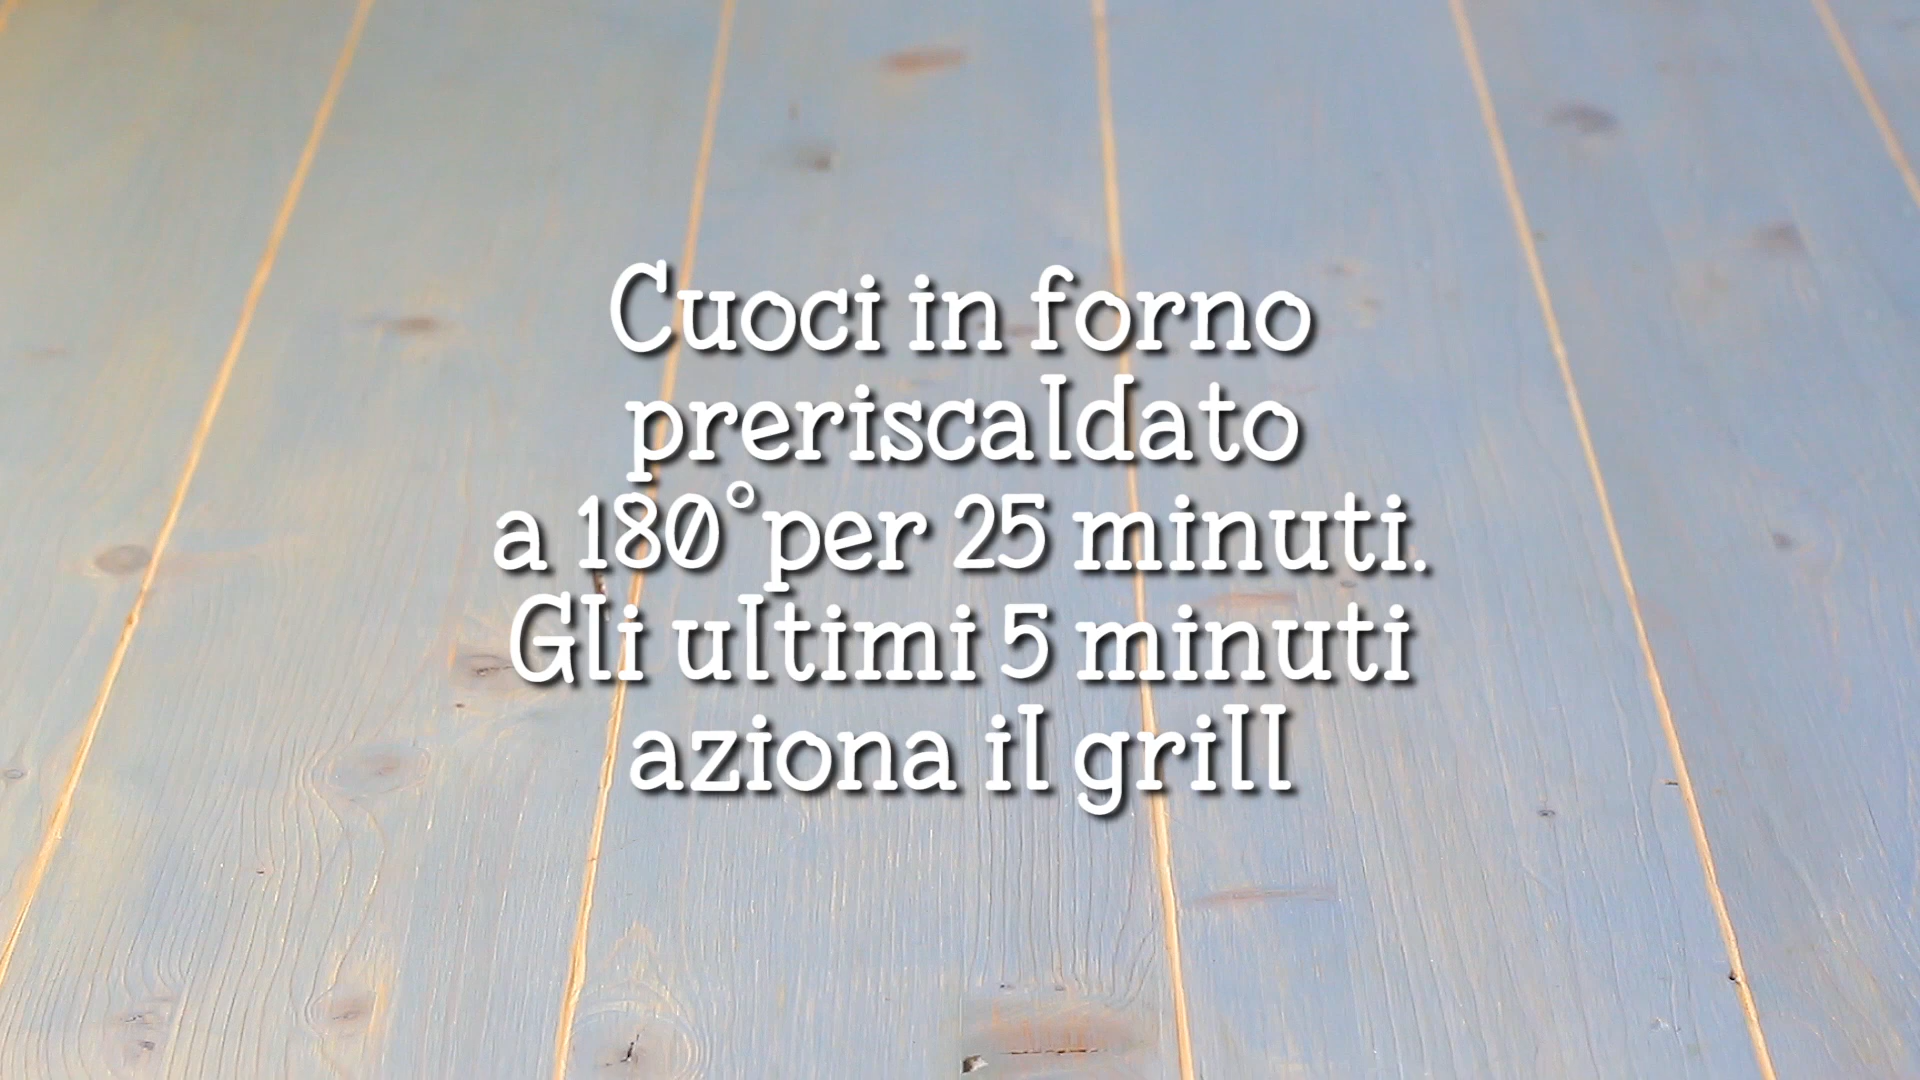 Cuoci in forno
preriscaldato
a 180°per 25 minuti.
Gli ultimi 5 minuti
aziona il grill